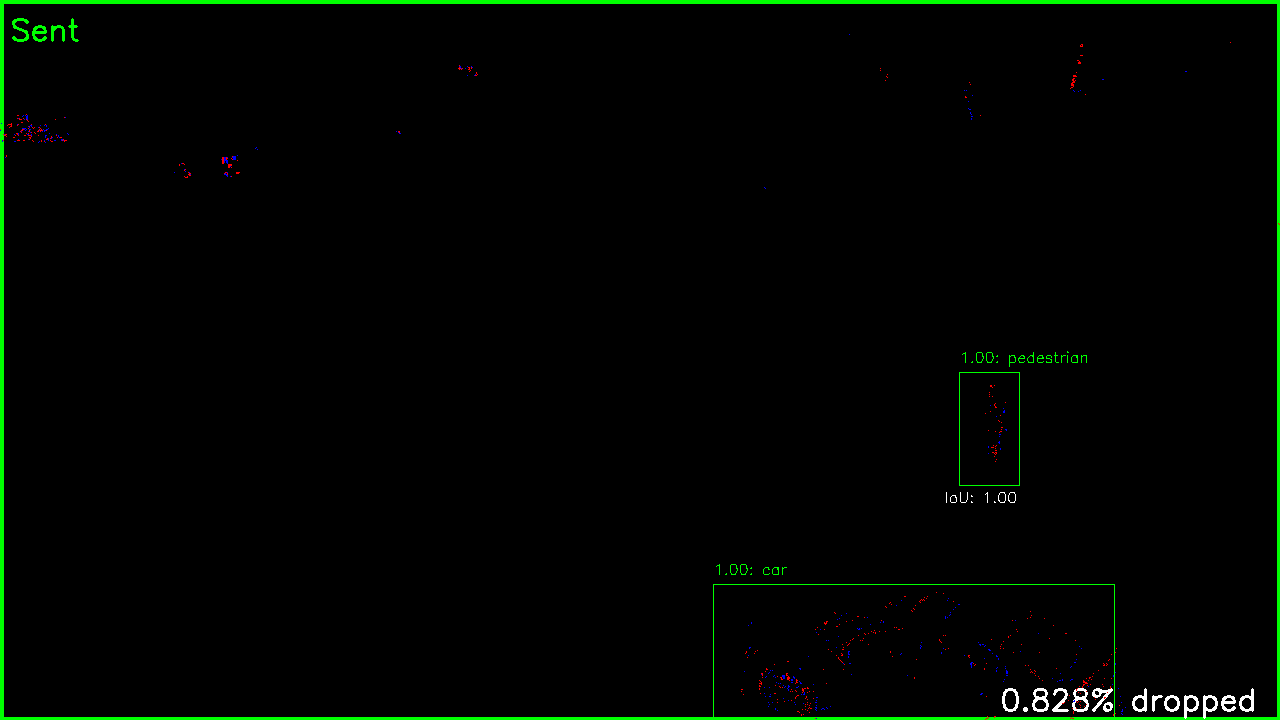 Sent
1.00: pedestrian
IoU: 1.00
1.00: car
0.828% dropped